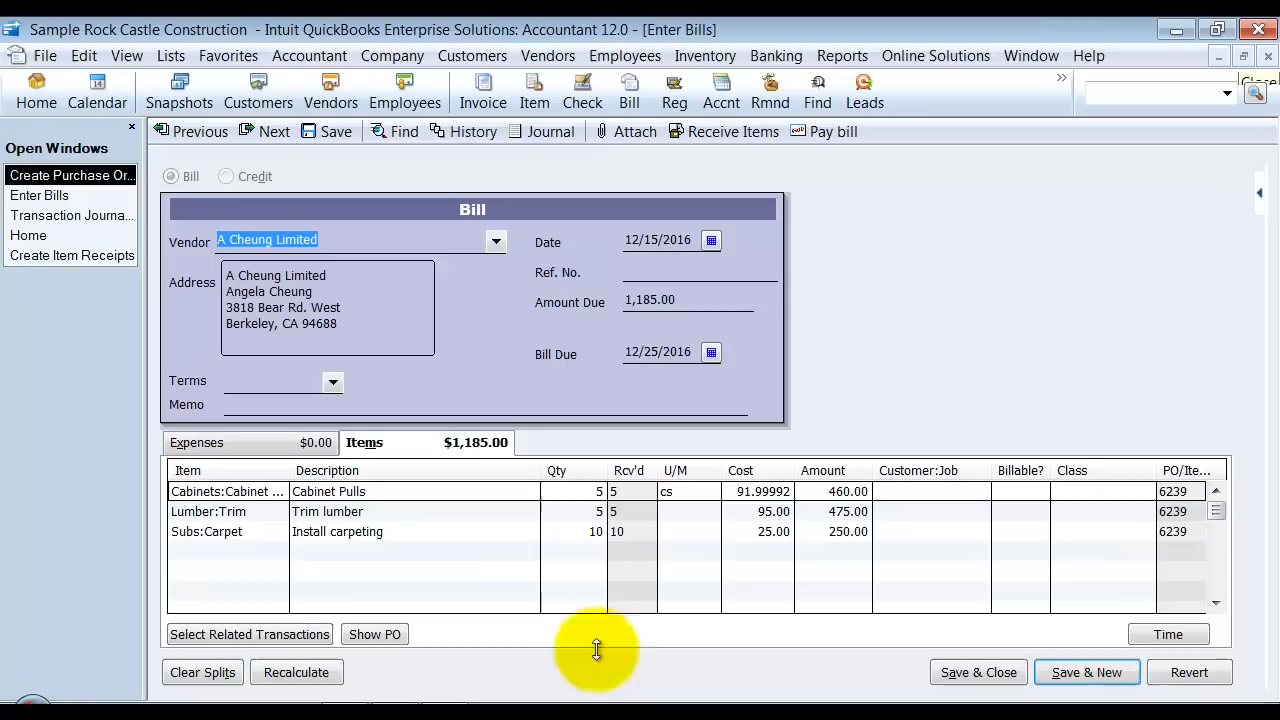 Sample Rock Castle Construction - Intuit QuickBooks Enterprise Solutions: Accountant 12.0 - [Enter Bills]
File Edit View Lists Favorites Accountant Company Customers Vendors Employees Inventory Banking Reports Online Solutions Window Help
Home Calendar Snapshots Customers Vendors Employees Invoice Item Check Bill Reg Accnt Rmnd Find Leads
Previous Next Save Find History Journal Attach Receive Items Pay bill
Open Windows
Create Purchase Or...
Enter Bills
Transaction Journa...
Home
Create Item Receipts
Bill Credit
Bill
Vendor A Cheung Limited
Date 12/15/2016
Address
A Cheung Limited
Angela Cheung
3818 Bear Rd. West
Berkeley, CA 94688
Ref. No.
Amount Due 1,185.00
Bill Due 12/25/2016
Terms
Memo
Expenses $0.00 Items $1,185.00
Item Description Qty Rcv'd U/M Cost Amount Customer:Job Billable? Class PO/Ite...
Cabinets:Cabinet ... Cabinet Pulls 5 5 cs 91.99992 460.00 6239
Lumber:Trim Trim lumber 5 5 95.00 475.00 6239
Subs:Carpet Install carpeting 10 10 25.00 250.00 6239
Select Related Transactions Show PO Time
Clear Splits Recalculate Save & Close Save & New Revert